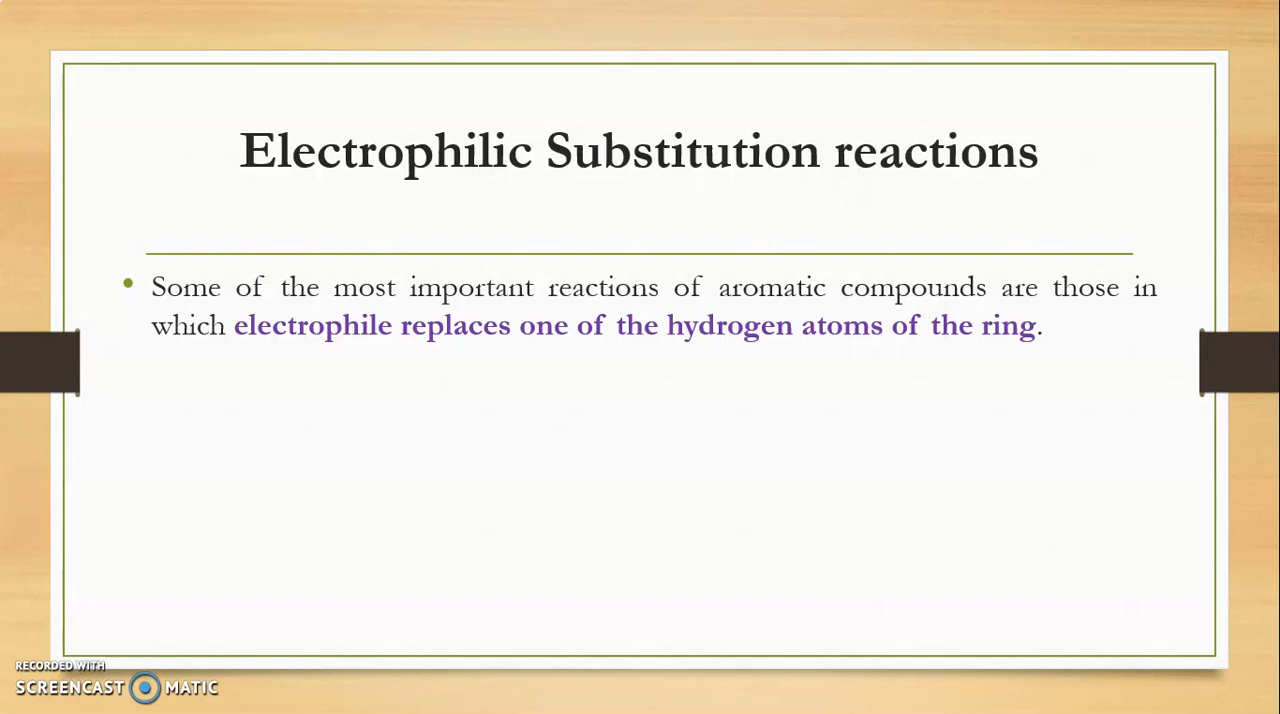 Electrophilic Substitution reactions
• Some of the most important reactions of aromatic compounds are those in
which electrophile replaces one of the hydrogen atoms of the ring.
RECORDED WITH
SCREENCAST MATIC